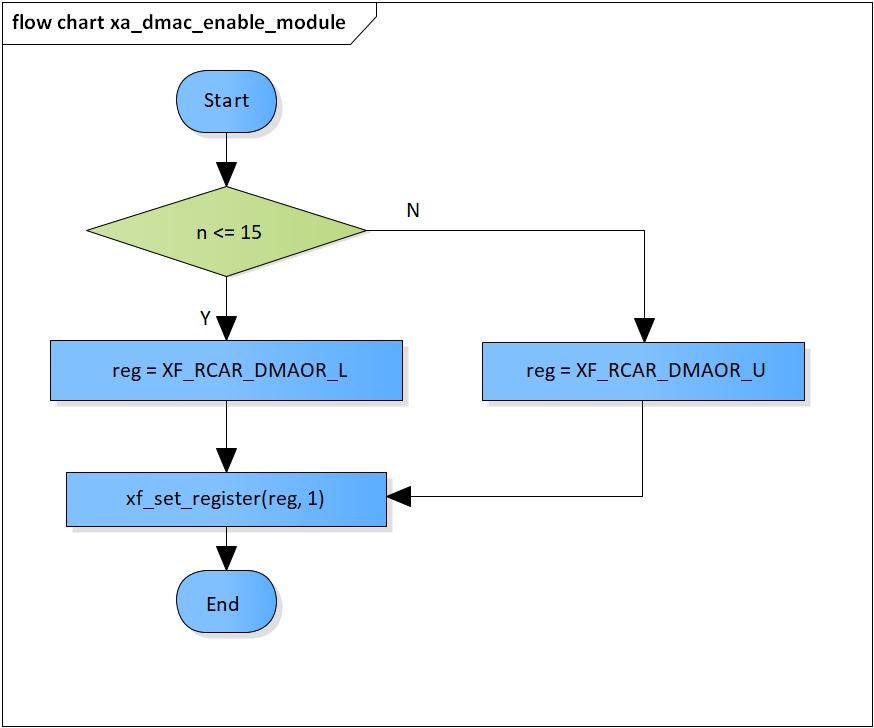 flow chart xa_dmac_enable_module
Start
n <= 15
N
Y
reg = XF_RCAR_DMAOR_L
reg = XF_RCAR_DMAOR_U
xf_set_register(reg, 1)
End